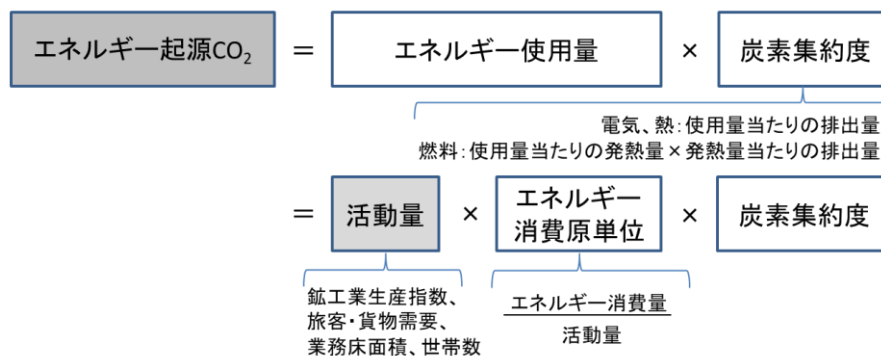 エネルギー起源CO₂ = エネルギー使用量 × 炭素集約度
電気、熱：使用量当たりの排出量
燃料：使用量当たりの発熱量×発熱量当たりの排出量
= 活動量 × エネルギー
消費原単位 × 炭素集約度
鉱工業生産指数、
旅客・貨物需要、
業務床面積、世帯数
エネルギー消費量
活動量